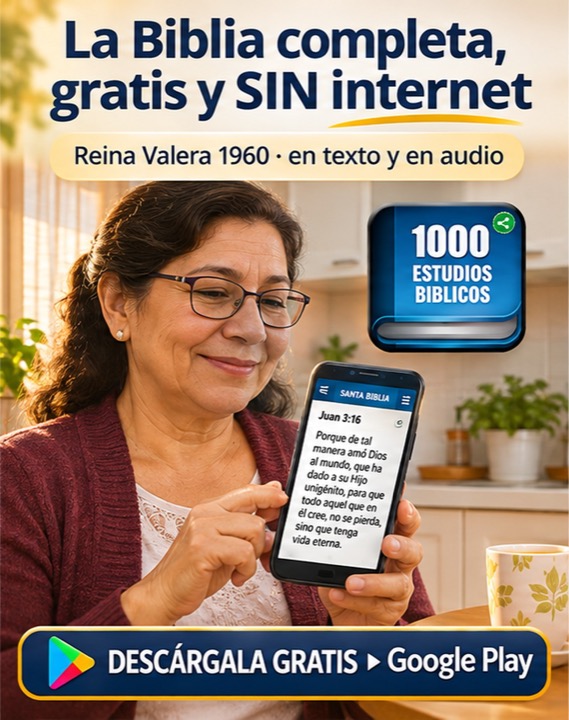 La Biblia completa,
gratis y SIN internet
Reina Valera 1960 · en texto y en audio
1000
ESTUDIOS
BIBLICOS
SANTA BIBLIA
Juan 3:16
Porque de tal
manera amó Dios
al mundo, que ha
dado a su Hijo
unigénito, para que
todo aquel que en
él cree, no se pierda,
sino que tenga
vida eterna.
DESCÁRGALA GRATIS ▸ Google Play